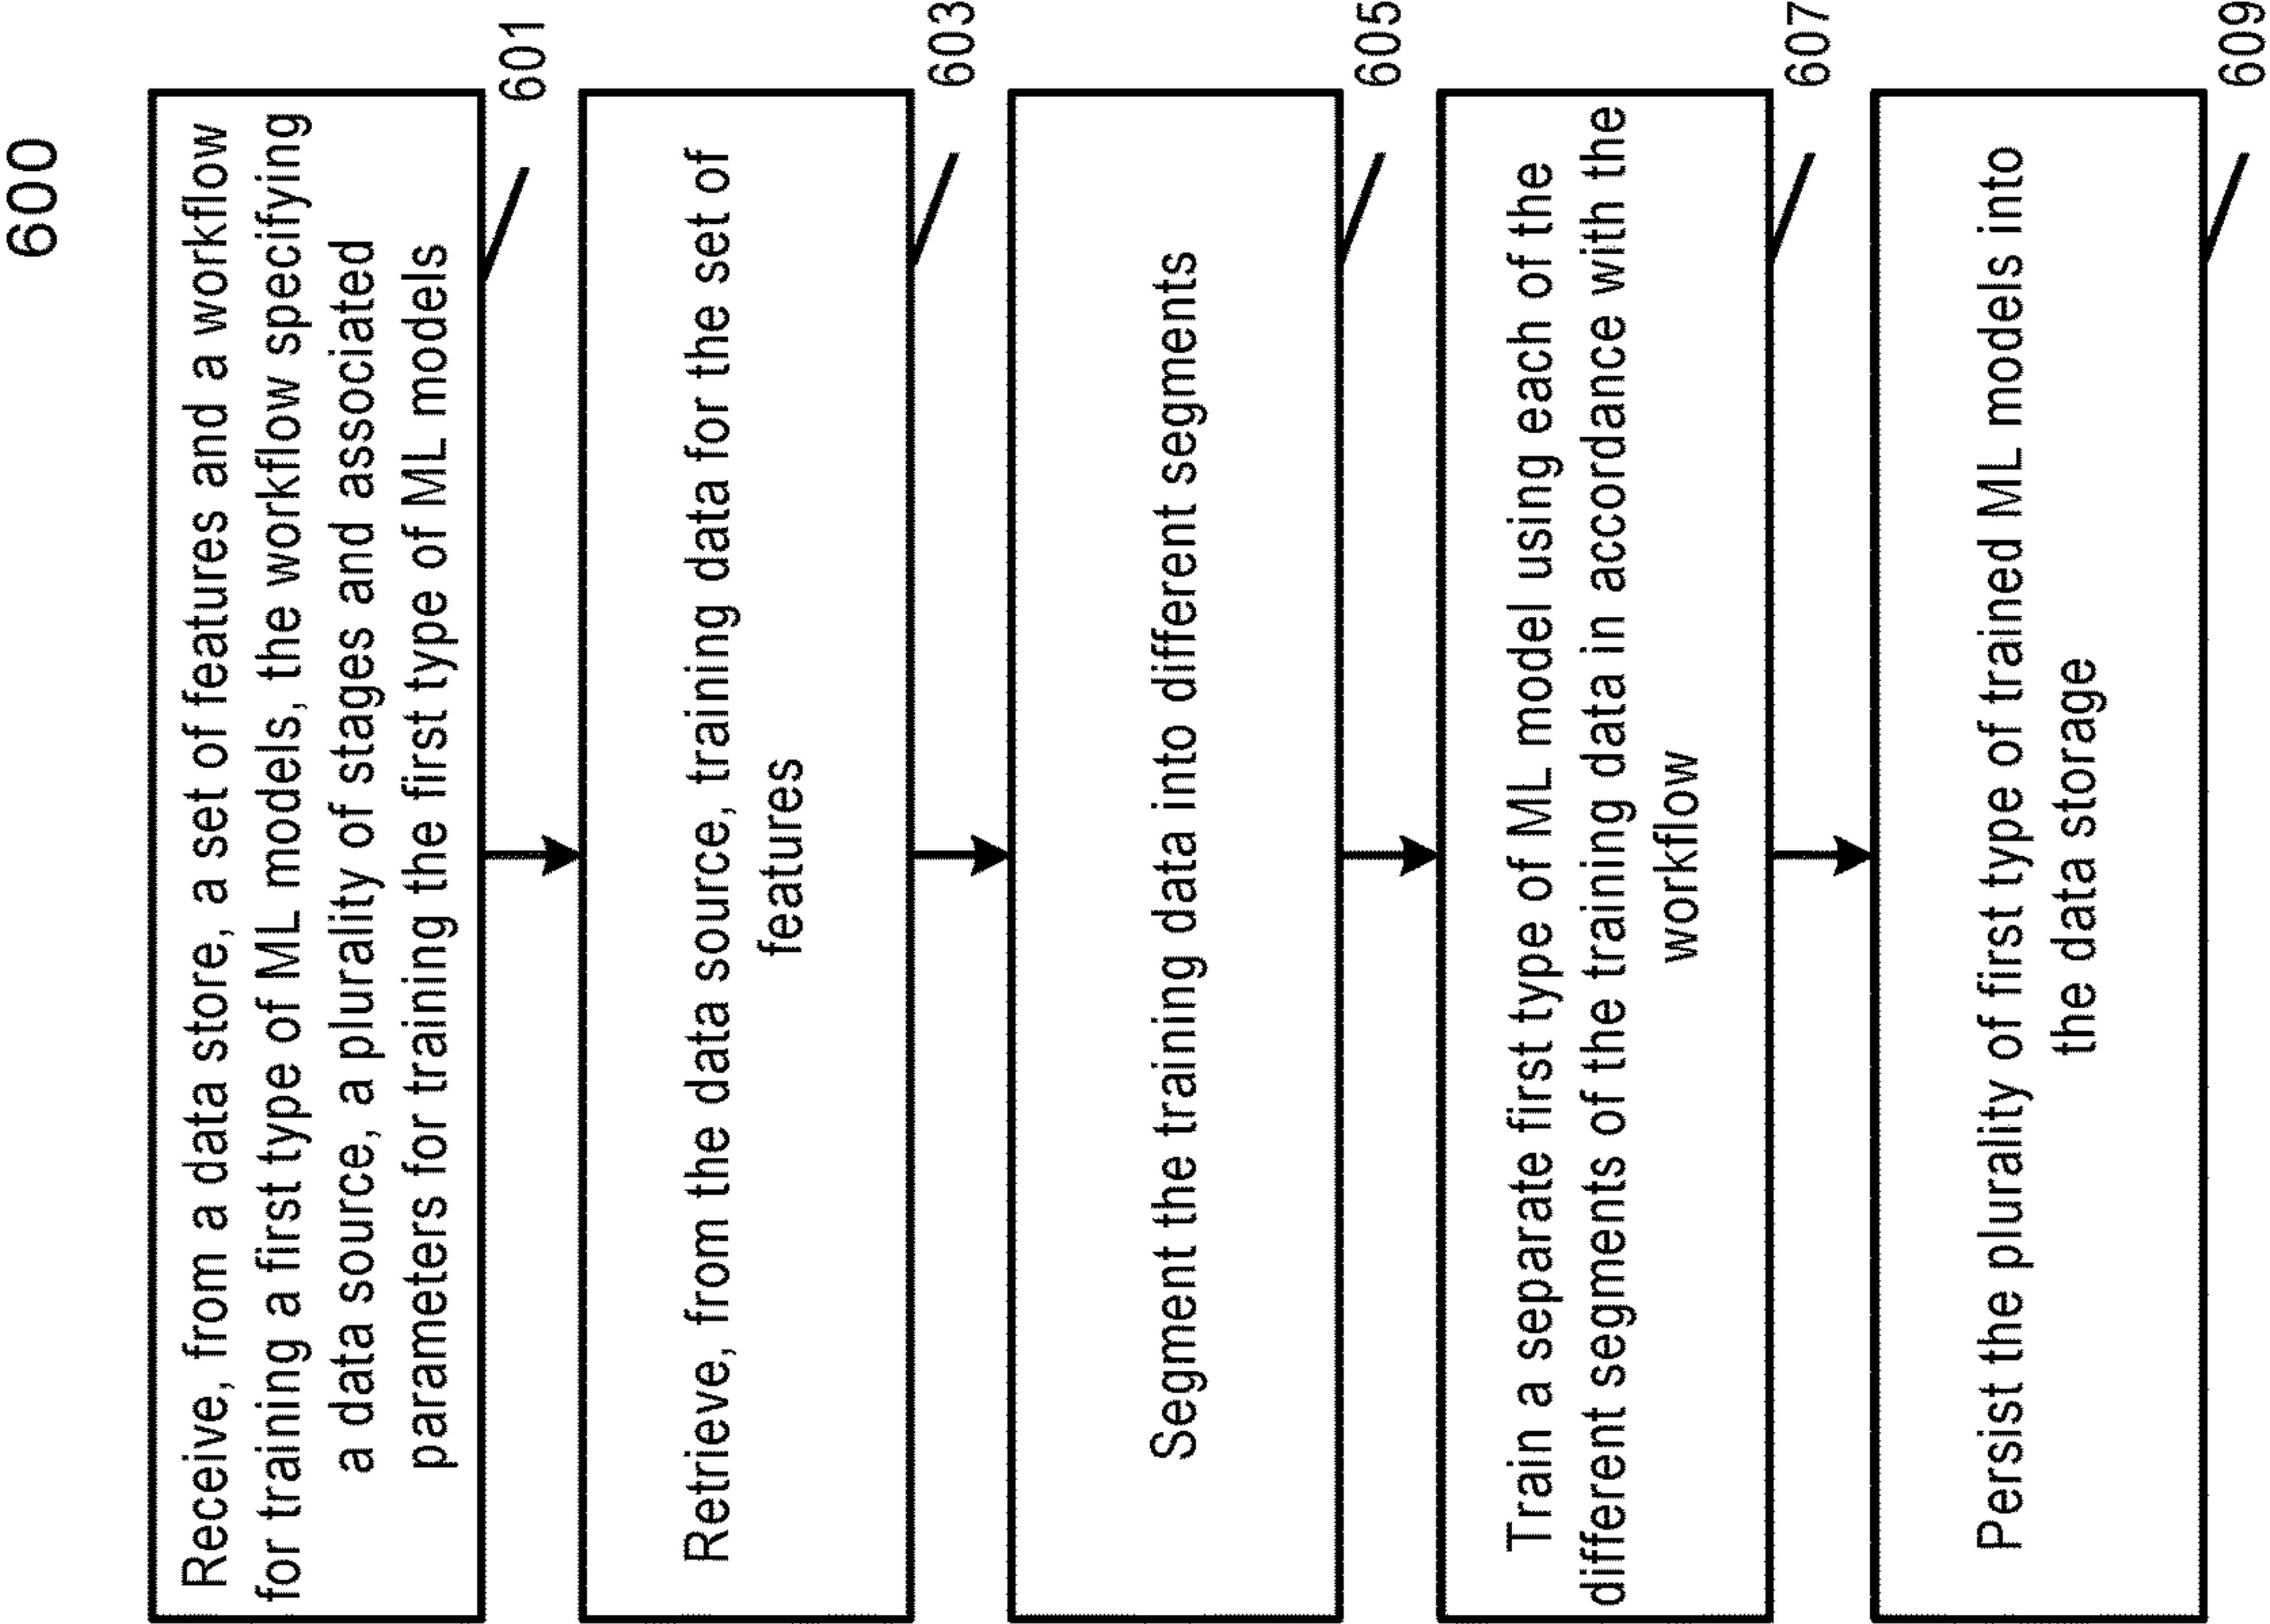 600
Receive, from a data store, a set of features and a workflow
for training a first type of ML models, the workflow specifying
a data source, a plurality of stages and associated
parameters for training the first type of ML models
601
Retrieve, from the data source, training data for the set of
features
603
Segment the training data into different segments
605
Train a separate first type of ML model using each of the
different segments of the training data in accordance with the
workflow
607
Persist the plurality of first type of trained ML models into
the data storage
609